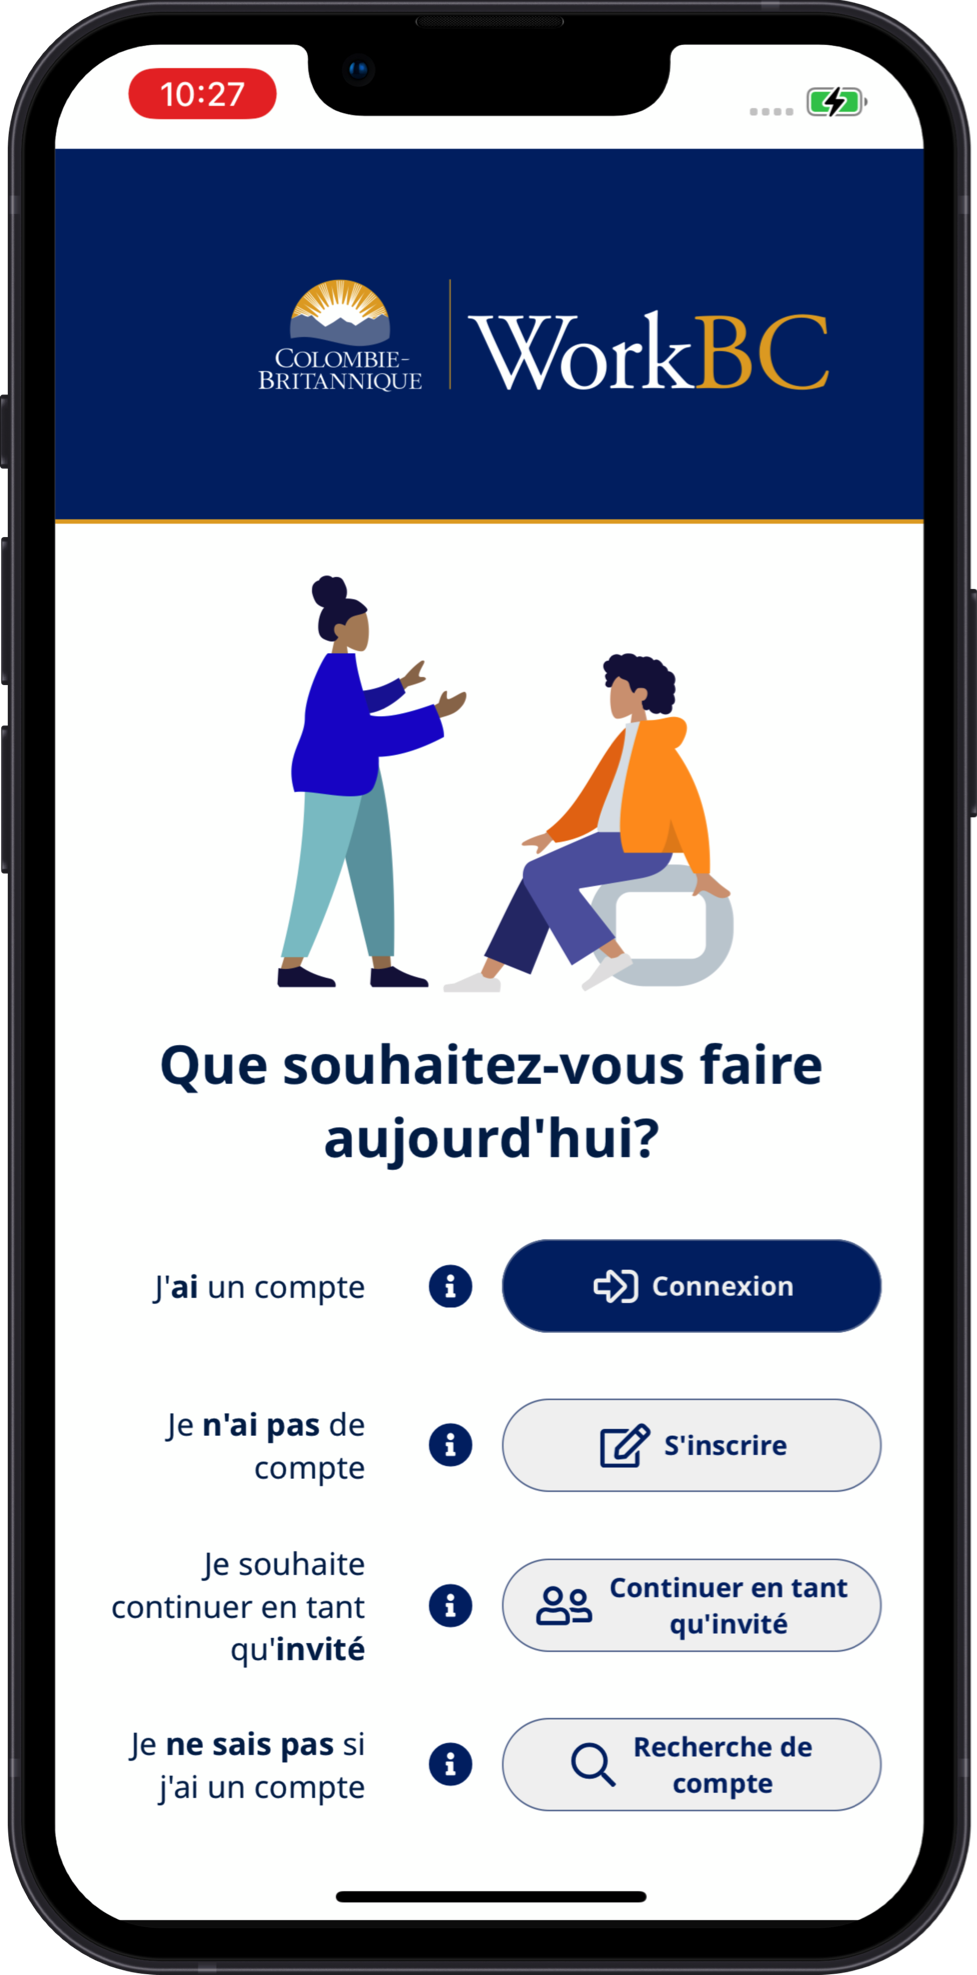 10:27
COLOMBIE-
BRITANNIQUE
WorkBC
Que souhaitez-vous faire
aujourd'hui?
J'ai un compte
Connexion
Je n'ai pas de
compte
S'inscrire
Je souhaite
continuer en tant
qu'invité
Continuer en tant
qu'invité
Je ne sais pas si
j'ai un compte
Recherche de
compte